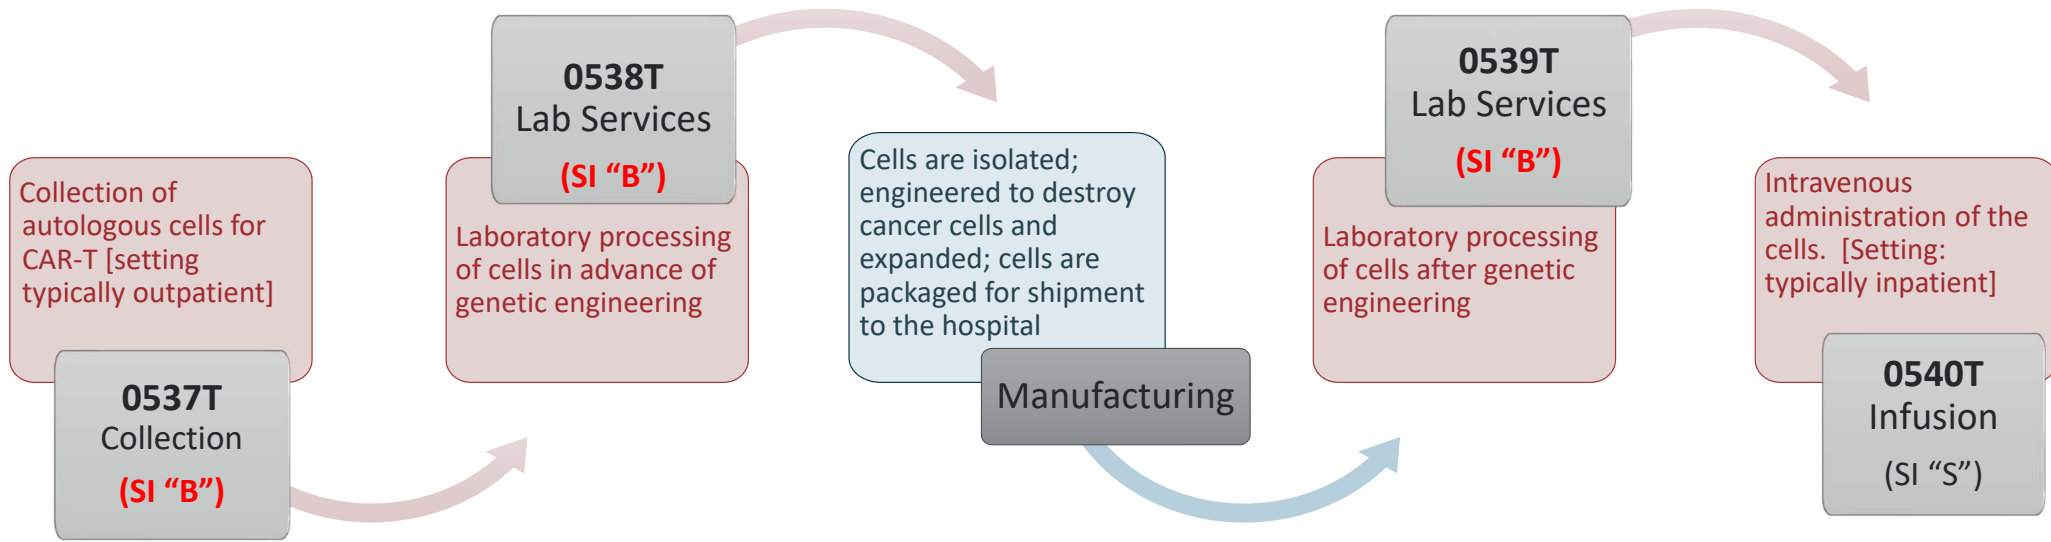 Collection of
autologous cells for
CAR-T [setting
typically outpatient]
0537T
Collection
(SI “B”)
0538T
Lab Services
(SI “B”)
Laboratory processing
of cells in advance of
genetic engineering
Cells are isolated;
engineered to destroy
cancer cells and
expanded; cells are
packaged for shipment
to the hospital
Manufacturing
0539T
Lab Services
(SI “B”)
Laboratory processing
of cells after genetic
engineering
Intravenous
administration of the
cells.  [Setting:
typically inpatient]
0540T
Infusion
(SI “S”)